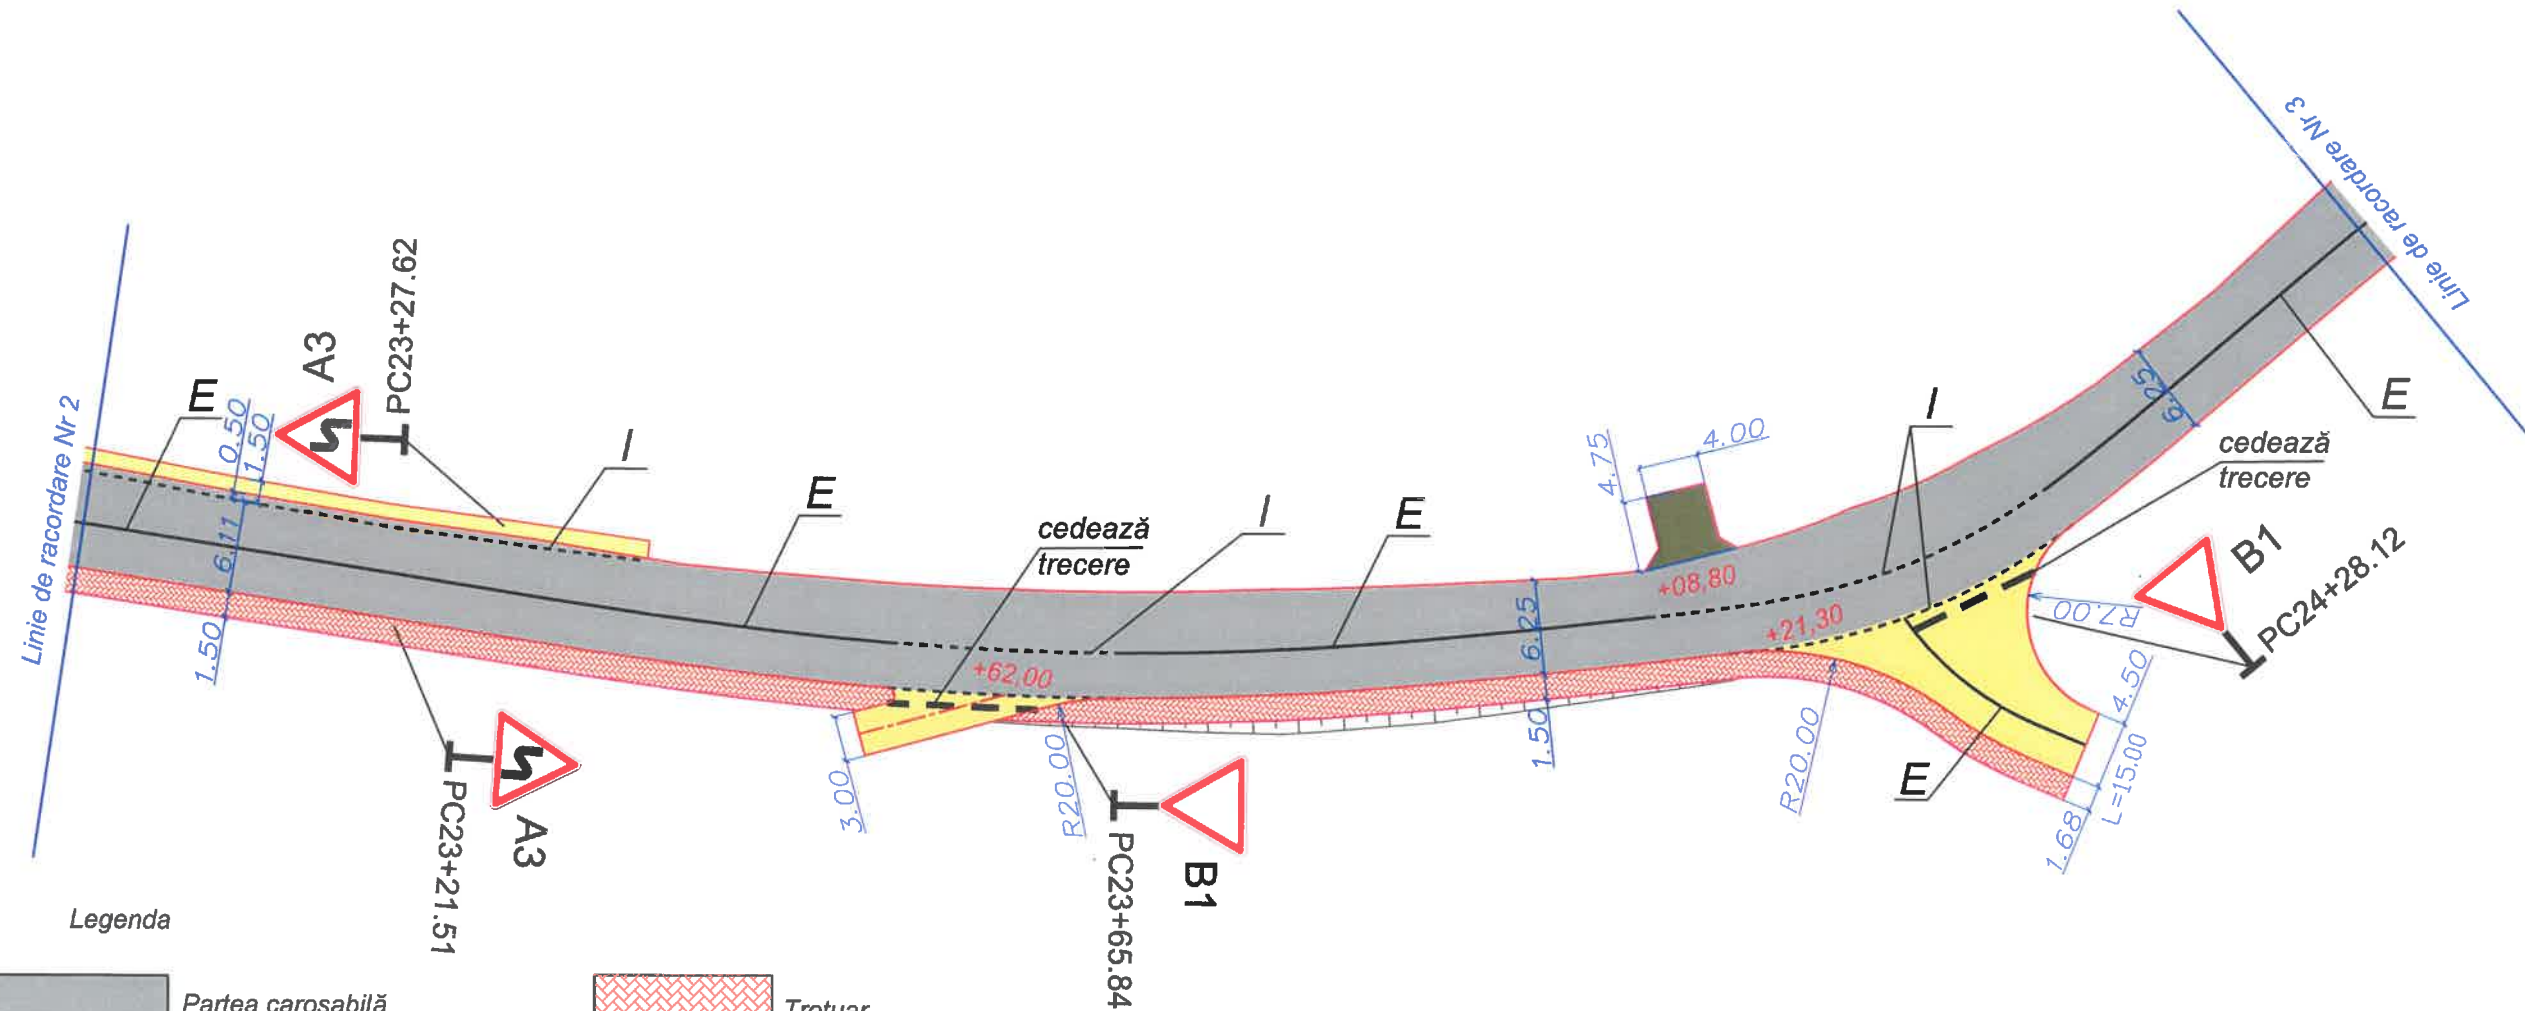 Linie de racordare Nr 2
E
0.50
1.50
6,11
1.50
A3
PC23+27.62
I
E
cedează
trecere
I
E
4.75
4.00
+08,80
+21,30
+62,00
6.25
1.50
I
6.25
E
cedează
trecere
Linie de racordare Nr 3
B1
PC24+28.12
R7.00
4.50
L=15.00
1.68
R20.00
E
3.00
R20.00
B1
PC23+65.84
A3
PC23+21.51
Legenda
Partea carosabilă
Trotuar